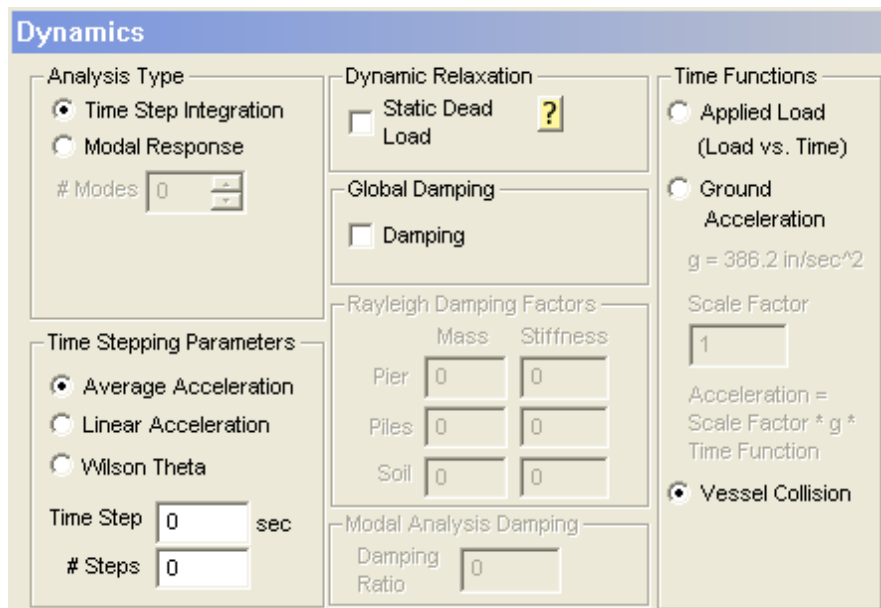 Dynamics
Analysis Type
Time Step Integration
Modal Response
# Modes 0
Time Stepping Parameters
Average Acceleration
Linear Acceleration
Wilson Theta
Time Step 0 sec
# Steps 0
Dynamic Relaxation
Static Dead
Load
?
Global Damping
Damping
Rayleigh Damping Factors
Mass Stiffness
Pier 0 0
Piles 0 0
Soil 0 0
Modal Analysis Damping
Damping
Ratio 0
Time Functions
Applied Load
(Load vs. Time)
Ground
Acceleration
g = 386.2 in/sec^2
Scale Factor
1
Acceleration =
Scale Factor * g *
Time Function
Vessel Collision